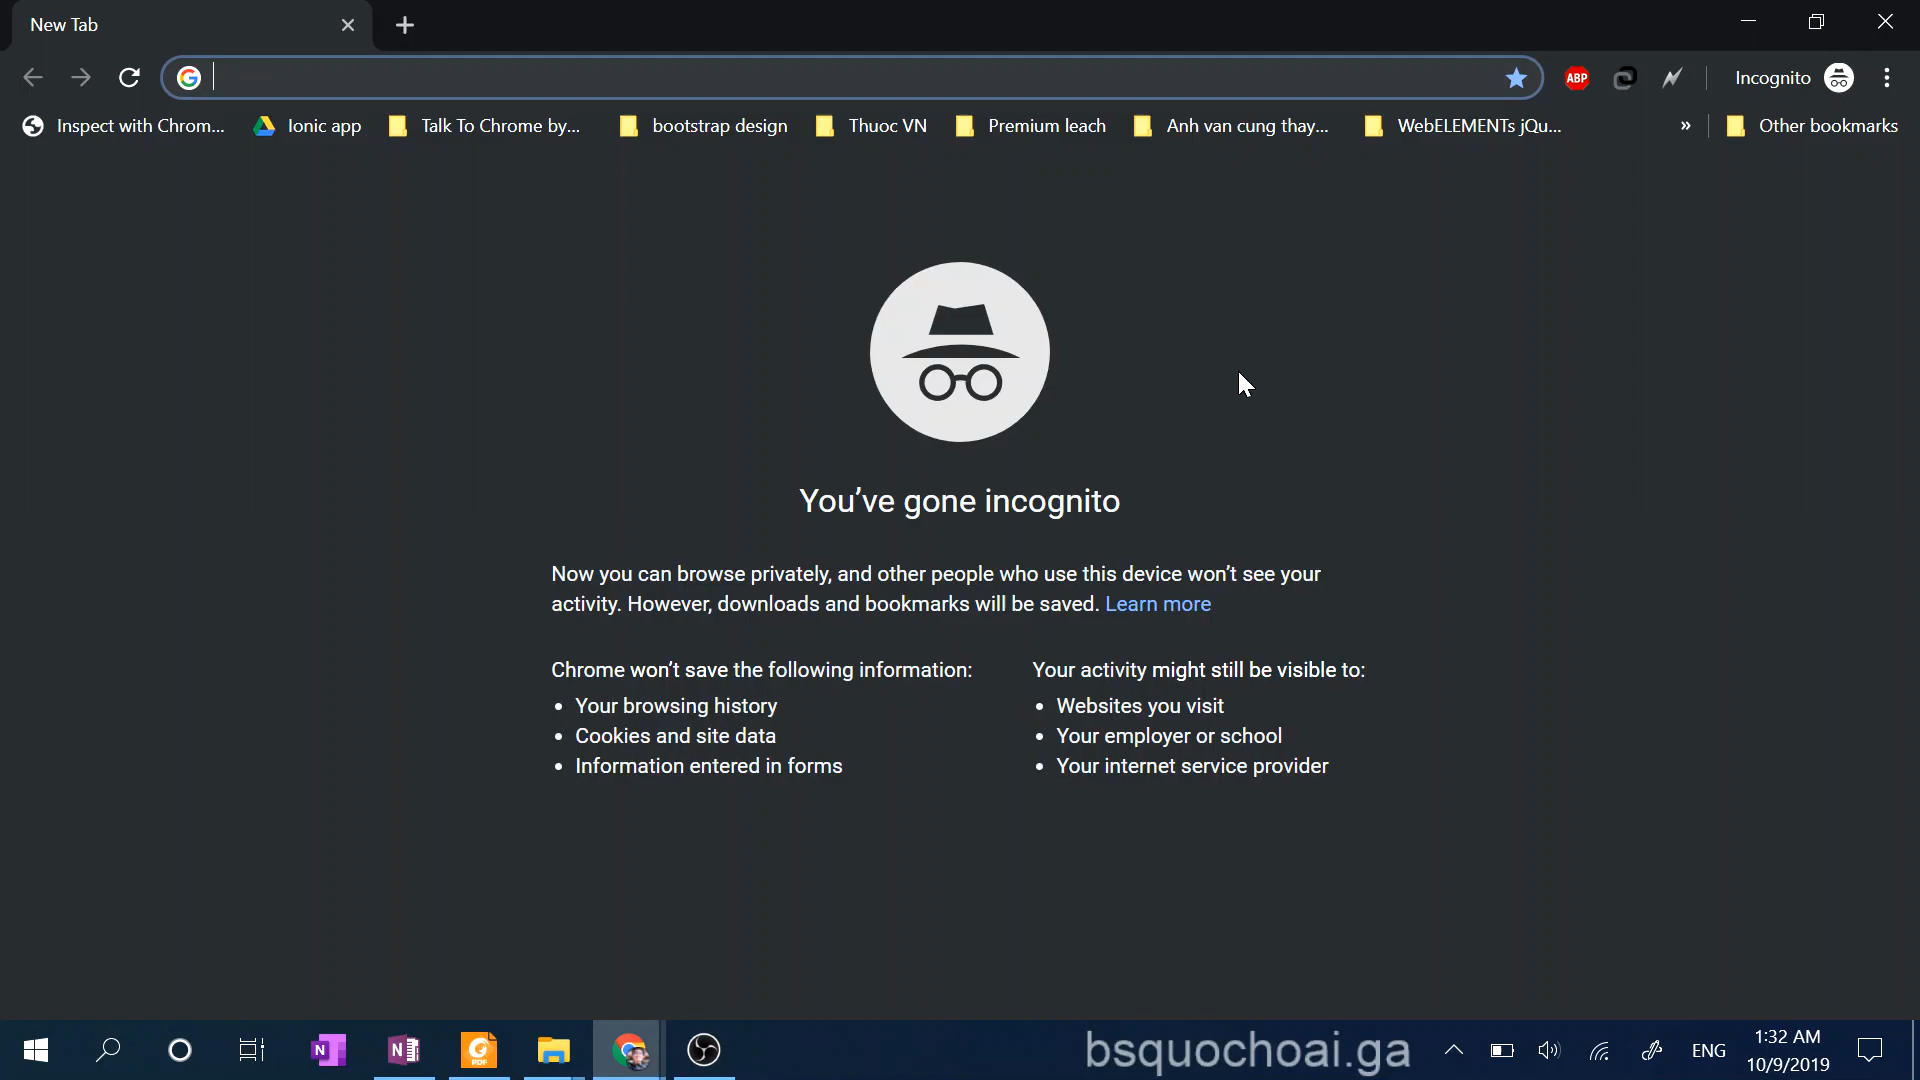 New Tab
Incognito
Inspect with Chrom...
Ionic app
Talk To Chrome by...
bootstrap design
Thuoc VN
Premium leach
Anh van cung thay...
WebELEMENTs jQu...
»
Other bookmarks
ABP
You've gone incognito
Now you can browse privately, and other people who use this device won't see your
activity. However, downloads and bookmarks will be saved. Learn more
Chrome won't save the following information:
• Your browsing history
• Cookies and site data
• Information entered in forms
Your activity might still be visible to:
• Websites you visit
• Your employer or school
• Your internet service provider
N
N
PDF
bsquochoai.ga
ENG
1:32 AM
10/9/2019